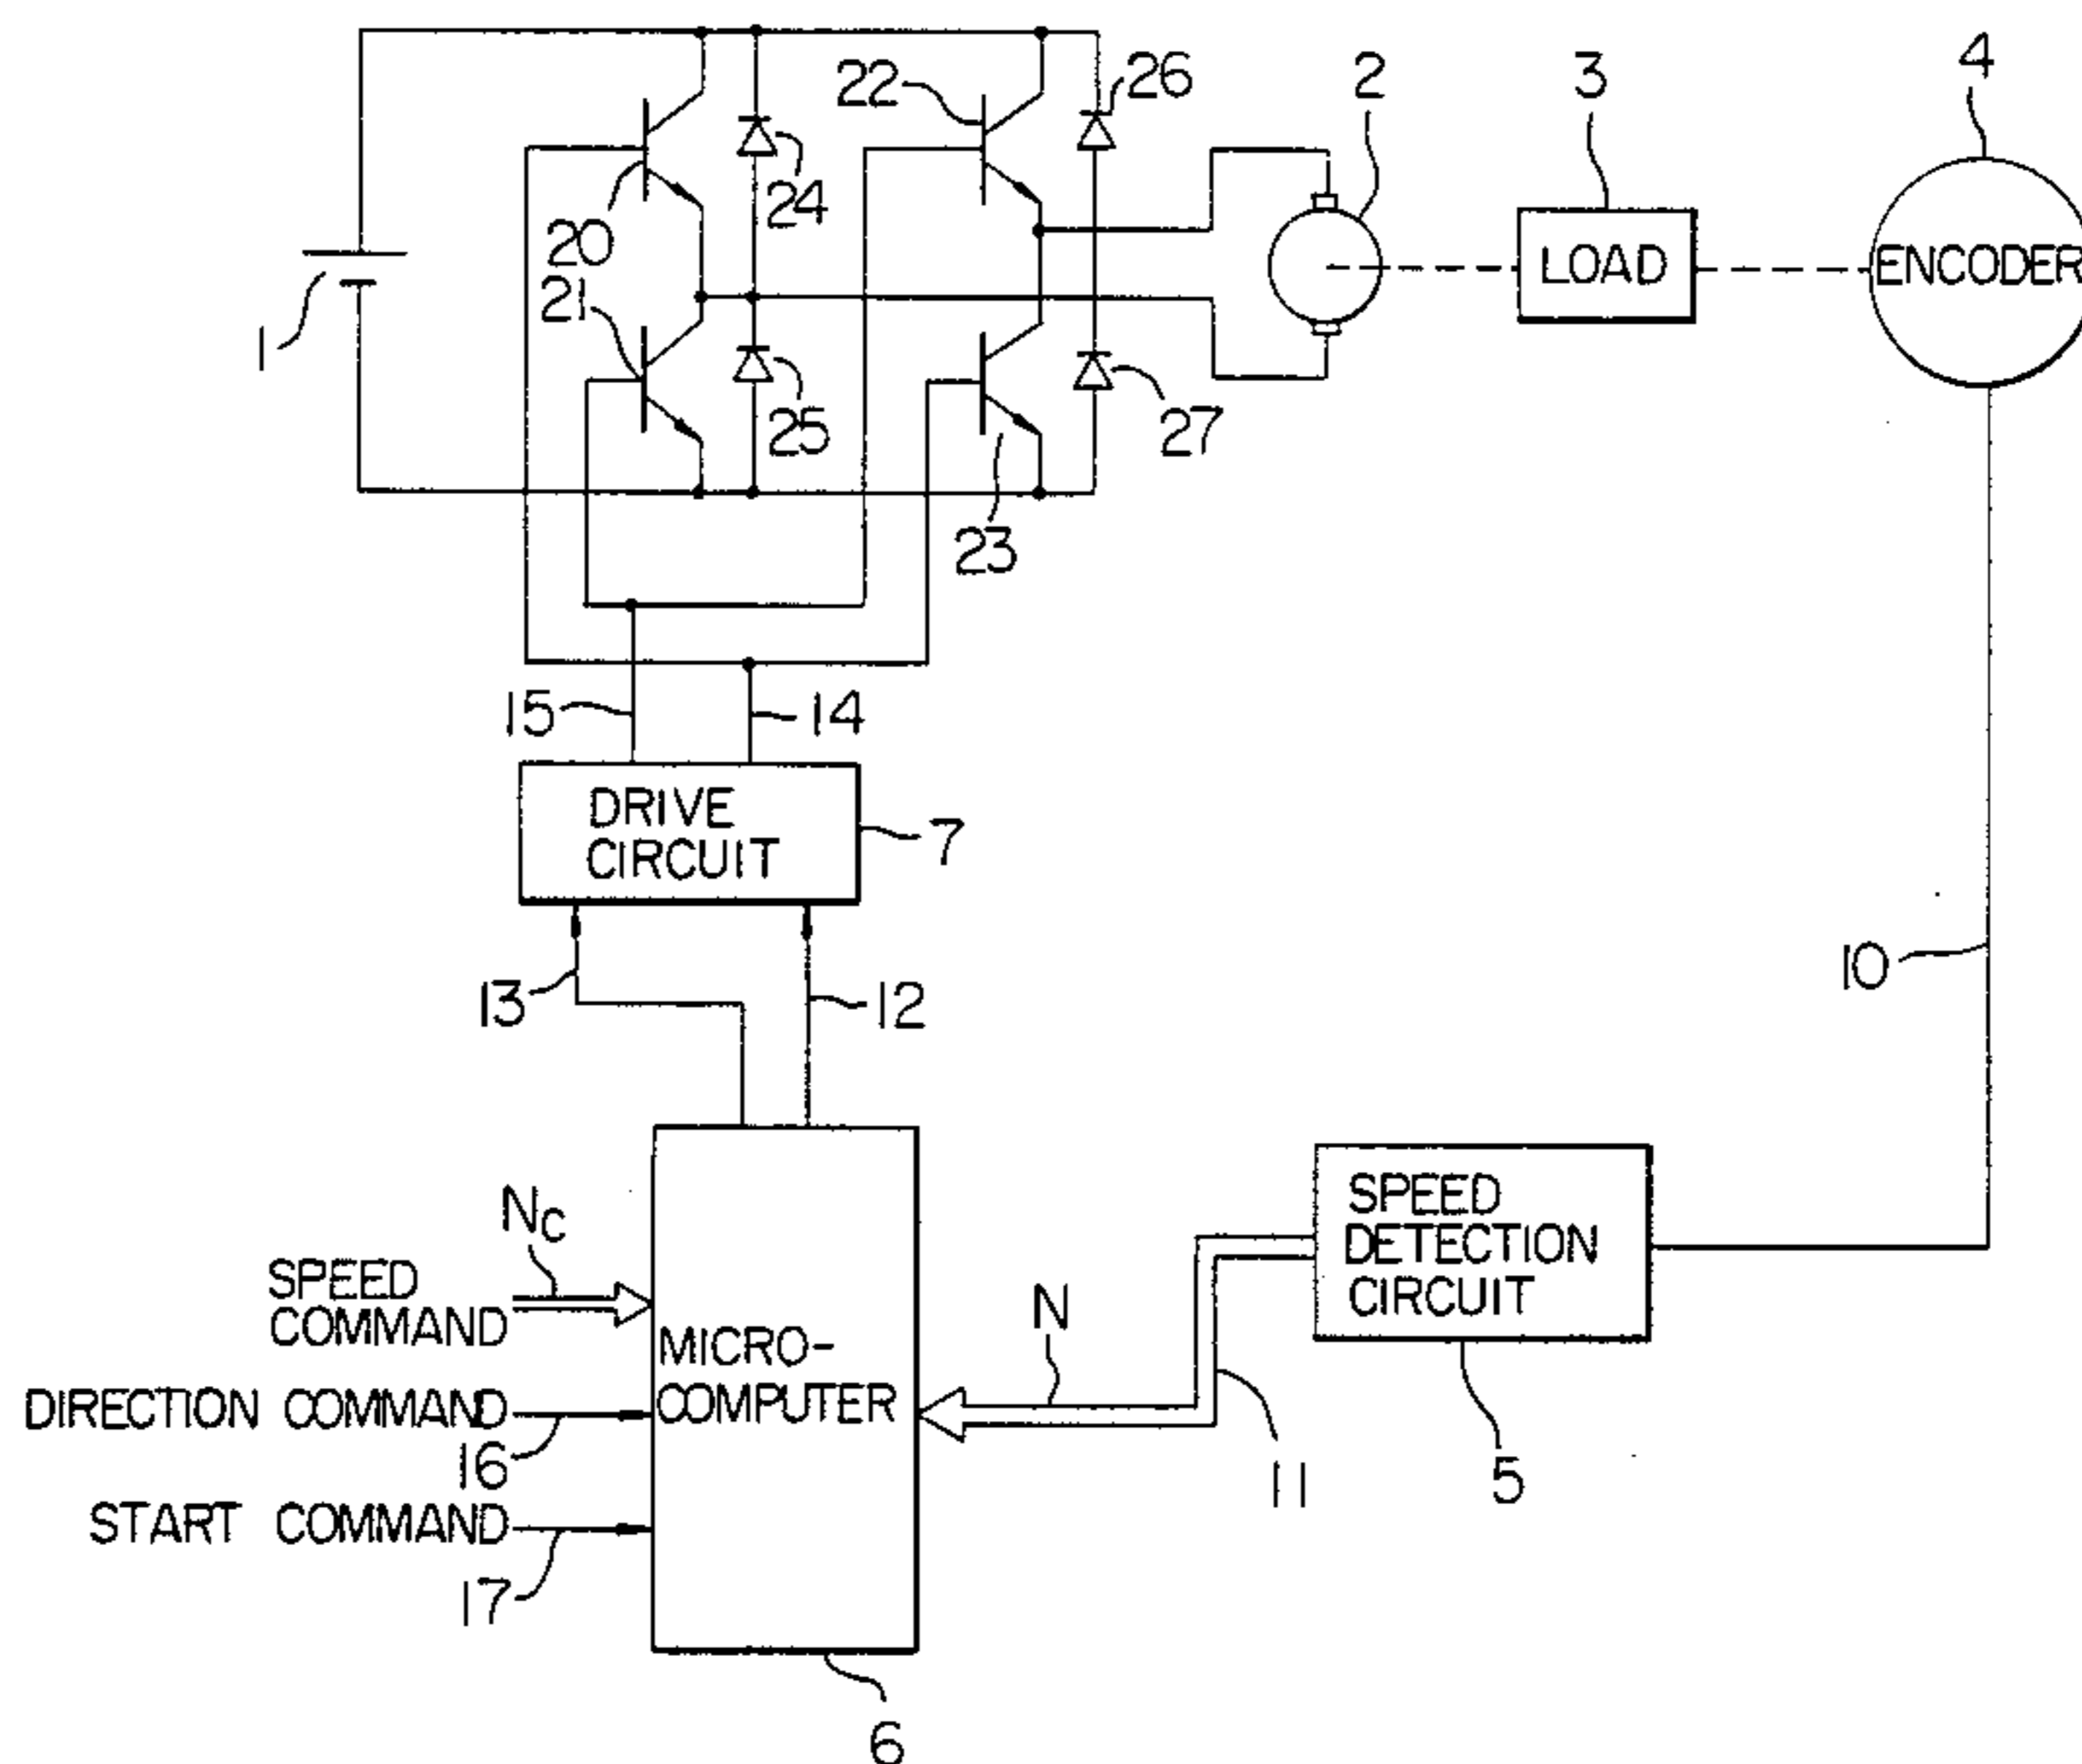 22
26
2
3
4
24
20
LOAD
ENCODER
21
1
25
27
23
15
14
DRIVE
CIRCUIT
7
10
13
12
SPEED
DETECTION
CIRCUIT
Nc
SPEED
COMMAND
N
MICRO-
COMPUTER
DIRECTION COMMAND
16
11
5
START COMMAND
17
6